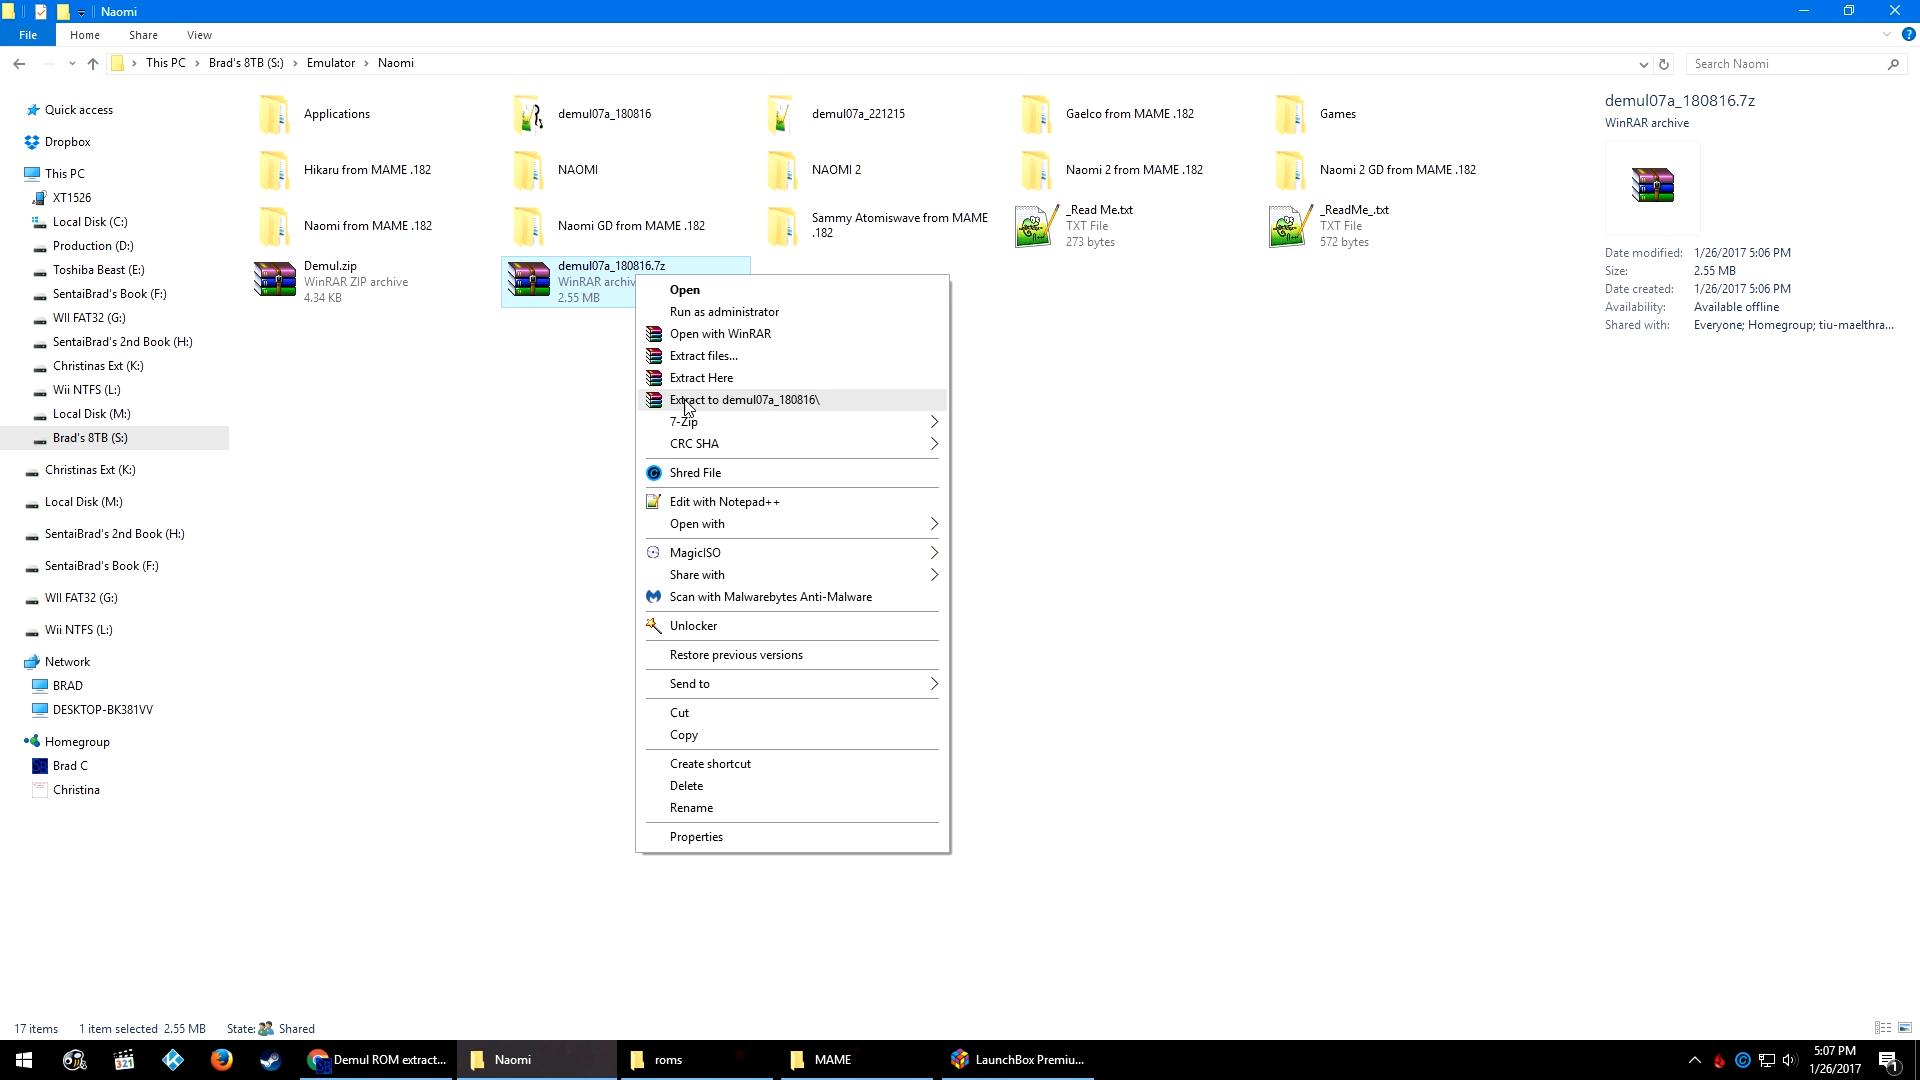 Naomi
File Home Share View
This PC Brad's 8TB (S:) Emulator Naomi
Search Naomi
Quick access
Dropbox
This PC
XT1526
Local Disk (C:)
Production (D:)
Toshiba Beast (E:)
SentaiBrad's Book (F:)
WII FAT32 (G:)
SentaiBrad's 2nd Book (H:)
Christinas Ext (K:)
Wii NTFS (L:)
Local Disk (M:)
Brad's 8TB (S:)
Christinas Ext (K:)
Local Disk (M:)
SentaiBrad's 2nd Book (H:)
SentaiBrad's Book (F:)
WII FAT32 (G:)
Wii NTFS (L:)
Network
BRAD
DESKTOP-BK381VV
Homegroup
Brad C
Christina
Applications
demul07a_180816
demul07a_221215
Gaelco from MAME .182
Games
Hikaru from MAME .182
NAOMI
NAOMI 2
Naomi 2 from MAME .182
Naomi 2 GD from MAME .182
Naomi from MAME .182
Naomi GD from MAME .182
Sammy Atomiswave from MAME
.182
_Read Me.txt
TXT File
273 bytes
_ReadMe_.txt
TXT File
572 bytes
Demul.zip
WinRAR ZIP archive
4.34 KB
demul07a_180816.7z
WinRAR archiv
2.55 MB
Open
Run as administrator
Open with WinRAR
Extract files...
Extract Here
Extract to demul07a_180816\
7-Zip
CRC SHA
Shred File
Edit with Notepad++
Open with
MagicISO
Share with
Scan with Malwarebytes Anti-Malware
Unlocker
Restore previous versions
Send to
Cut
Copy
Create shortcut
Delete
Rename
Properties
demul07a_180816.7z
WinRAR archive
Date modified: 1/26/2017 5:06 PM
Size: 2.55 MB
Date created: 1/26/2017 5:06 PM
Availability: Available offline
Shared with: Everyone; Homegroup; tiu-maelthra...
17 items 1 item selected 2.55 MB State: Shared
321 Demul ROM extract... Naomi roms MAME LaunchBox Premiu...
5:07 PM
1/26/2017
1